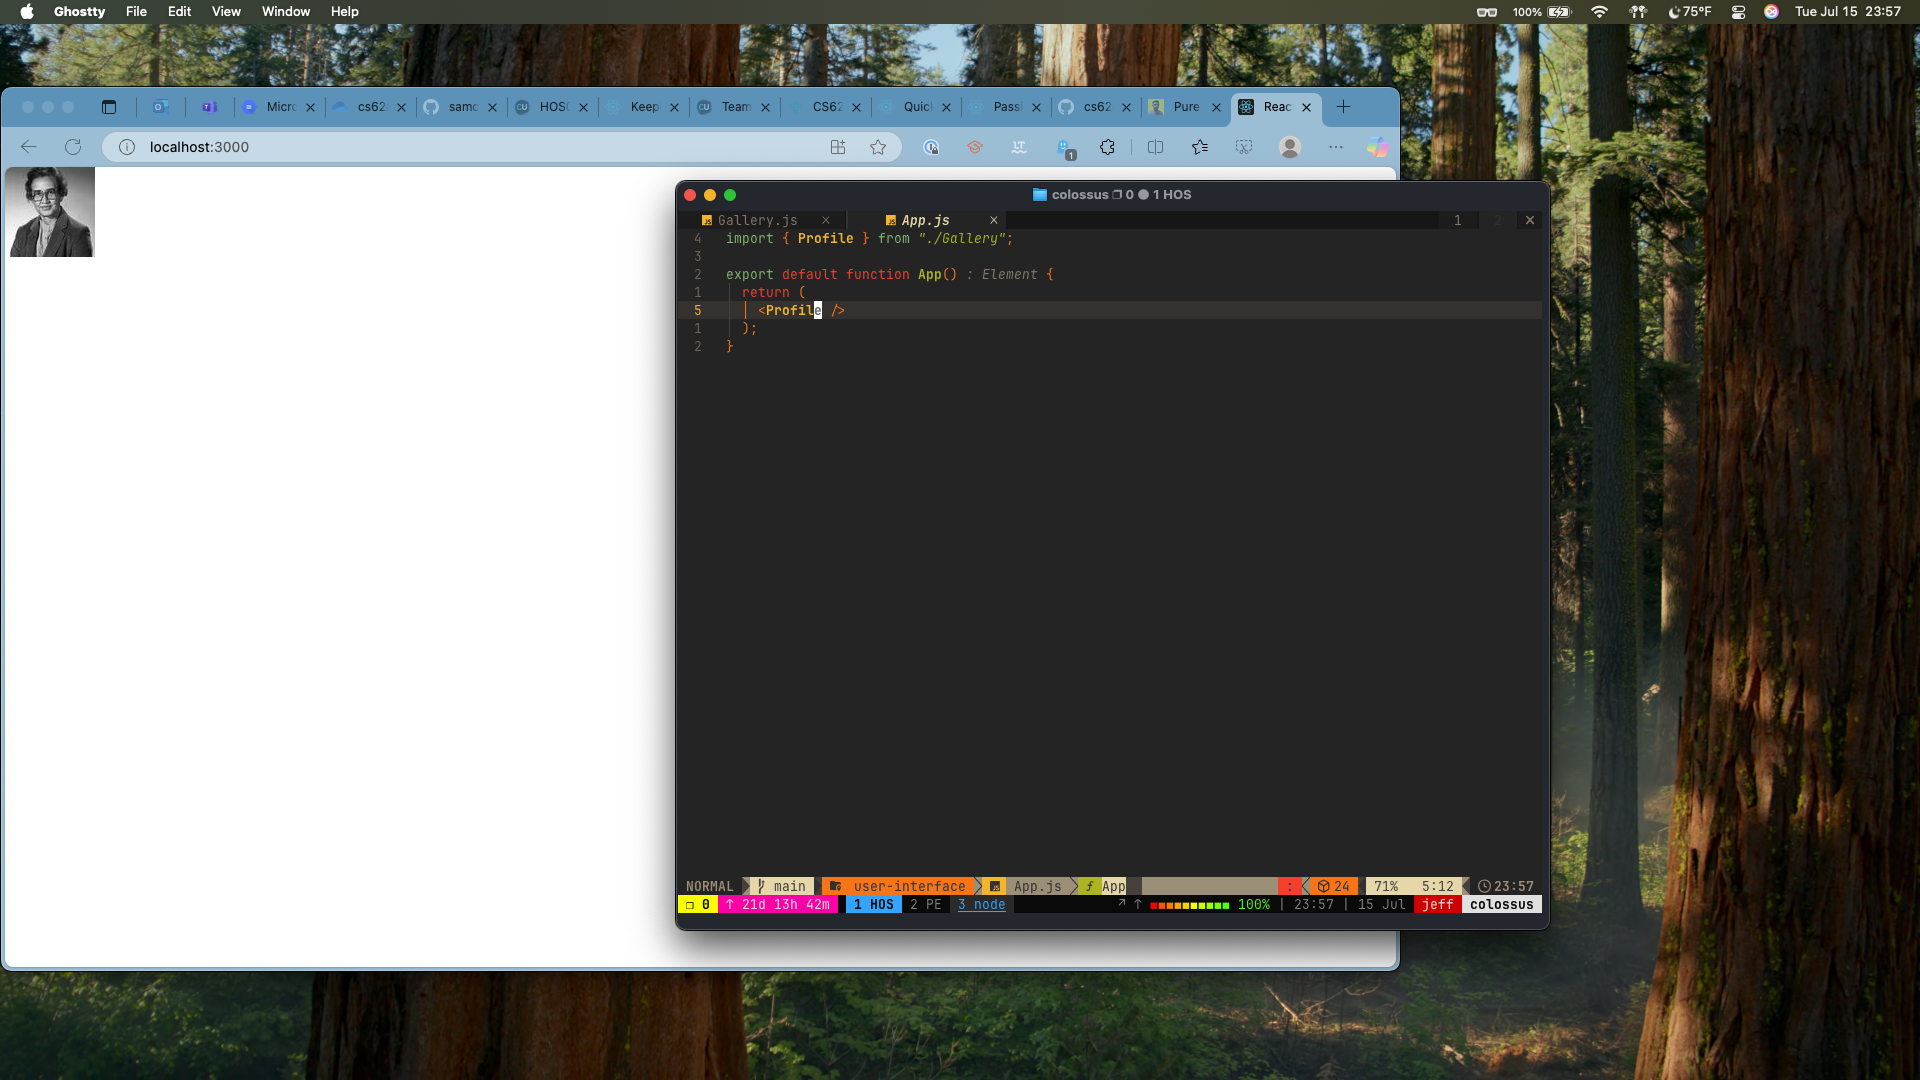 Ghostty File Edit View Window Help 100% 75°F Tue Jul 15 23:57
Micro cs62 samc HOS Keep Team CS62 Quic Pass cs62 Pure Reac
localhost:3000
1
colossus 0 1 HOS
Gallery.js × App.js × 1 2 ×
4 import { Profile } from "./Gallery";
3
2 export default function App() : Element {
1 return (
5 <Profile />
1 );
2 }
NORMAL main user-interface App.js f App : 24 71% 5:12 23:57
0 ↑ 21d 13h 42m 1 HOS 2 PE 3 node ↗ ↑ 100% | 23:57 | 15 Jul jeff colossus